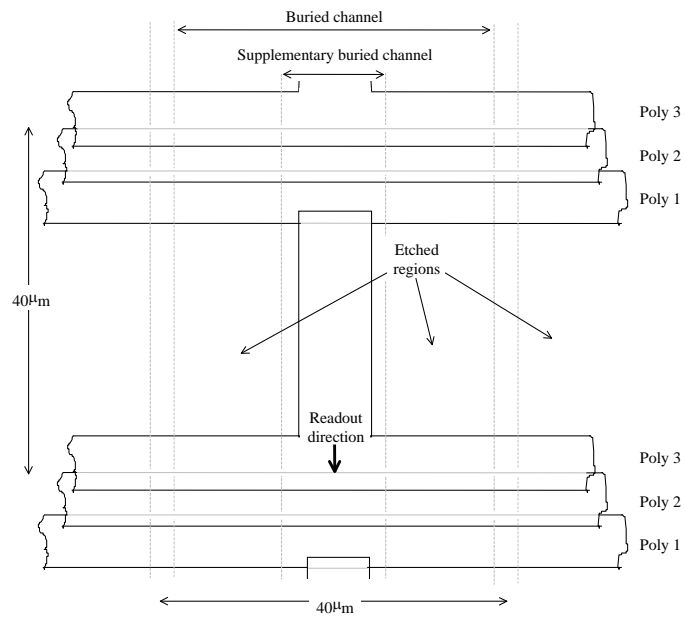 Buried channel
Supplementary buried channel
Poly 3
Poly 2
Poly 1
Etched
regions
40μm
Readout
direction
Poly 3
Poly 2
Poly 1
40μm